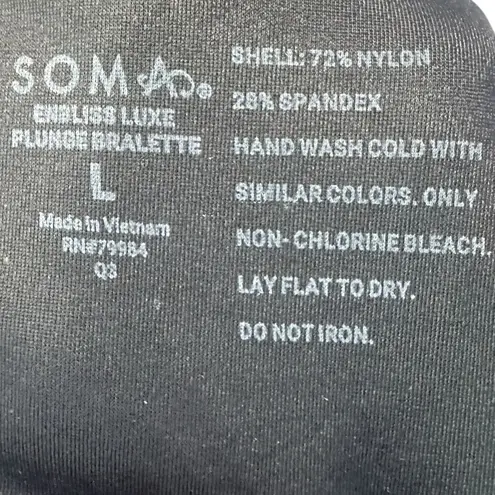 SOMA®
ENBLISS LUXE
PLUNGE BRALETTE
L
Made in Vietnam
RN#79984
Q3
SHELL: 72% NYLON
28% SPANDEX
HAND WASH COLD WITH
SIMILAR COLORS. ONLY
NON-CHLORINE BLEACH.
LAY FLAT TO DRY.
DO NOT IRON.